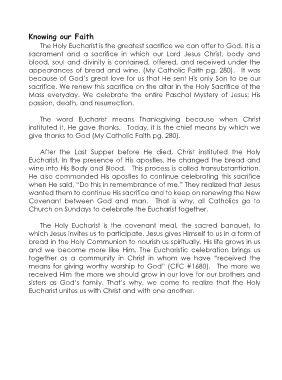 Knowing our Faith
The Holy Eucharist is the greatest sacrifice we can offer to God. It is a
sacrament and a sacrifice in which our Lord Jesus Christ, body and
blood, soul and divinity is contained, offered, and received under the
appearances of bread and wine. (My Catholic Faith pg. 280). It was
because of God's great love for us that He sent His only Son to be our
sacrifice. We renew this sacrifice on the altar in the Holy Sacrifice of the
Mass everyday. We celebrate the entire Paschal Mystery of Jesus: His
passion, death, and resurrection.
The word Eucharist means Thanksgiving because when Christ
instituted it, He gave thanks. Today, it is the chief means by which we
give thanks to God (My Catholic Faith pg. 280).
After the Last Supper before He died, Christ instituted the Holy
Eucharist. In the presence of his apostles, He changed the bread and
wine into His Body and Blood. This process is called transubstantiation.
He also commanded His apostles to continue celebrating this sacrifice
when He said, "Do this in remembrance of me." They realized that Jesus
wanted them to continue His sacrifice and to keep on renewing the New
Covenant between God and man. That is why, all Catholics go to
Church on Sundays to celebrate the Eucharist together.
The Holy Eucharist is the covenant meal, the sacred banquet, to
which Jesus invites us to participate. Jesus gives Himself to us in a form of
bread in the Holy Communion to nourish us spiritually. His life grows in us
and we become more like Him. The Eucharistic celebration brings us
together as a community in Christ in whom we have "received the
means for giving worthy worship to God" (CFC #1680). The more we
received Him the more we should grow in our love for our brothers and
sisters as God's family. That's why, we come to realize that the Holy
Eucharist unites us with Christ and with one another.